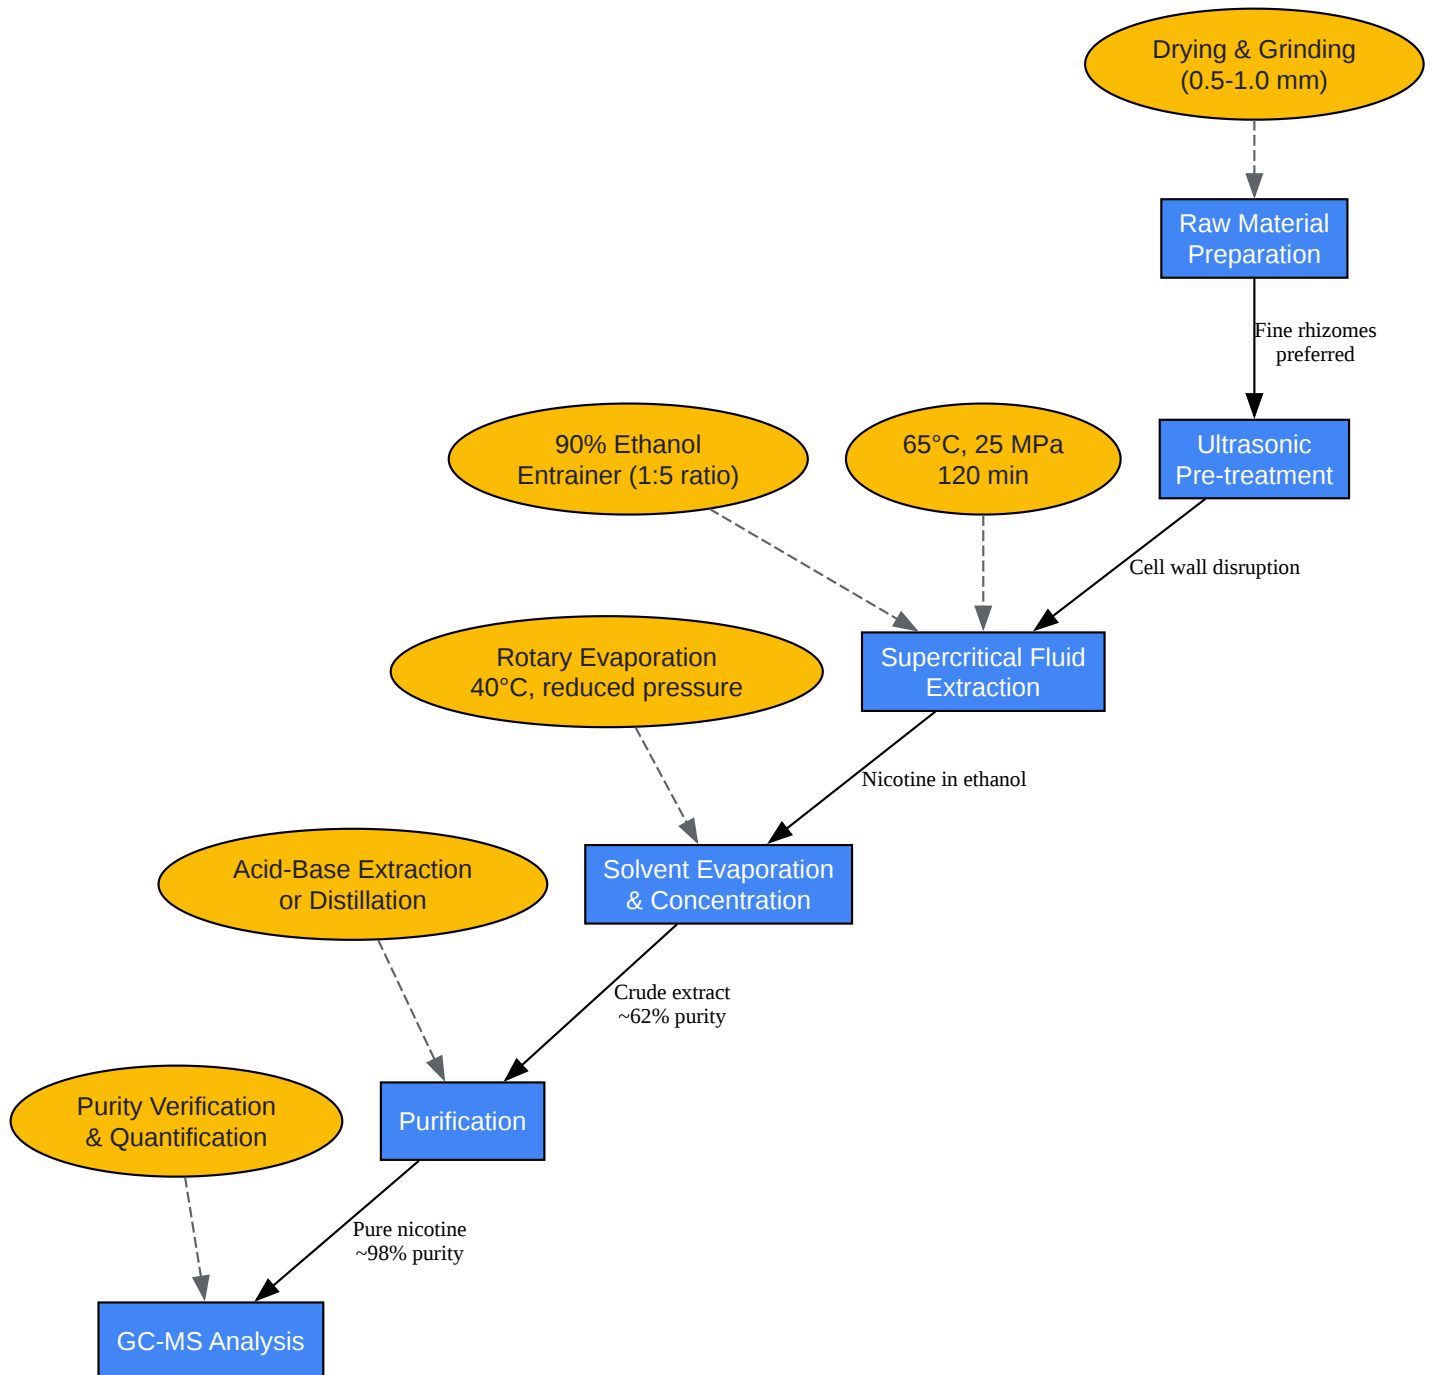 Drying & Grinding
(0.5-1.0 mm)
Raw Material
Preparation
Fine rhizomes
preferred
90% Ethanol
Entrainer (1:5 ratio)
65°C, 25 MPa
120 min
Ultrasonic
Pre-treatment
Cell wall disruption
Rotary Evaporation
40°C, reduced pressure
Supercritical Fluid
Extraction
Nicotine in ethanol
Acid-Base Extraction
or Distillation
Solvent Evaporation
& Concentration
Crude extract
~62% purity
Purity Verification
& Quantification
Purification
Pure nicotine
~98% purity
GC-MS Analysis